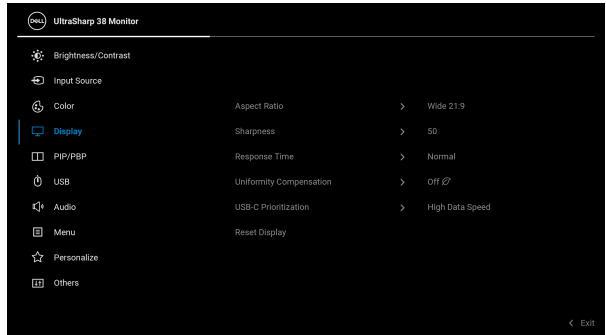 DELL UltraSharp 38 Monitor
Brightness/Contrast
Input Source
Color Aspect Ratio > Wide 21:9
Display Sharpness > 50
PIP/PBP Response Time > Normal
USB Uniformity Compensation > Off
Audio USB-C Prioritization > High Data Speed
Menu Reset Display
Personalize
Others
< Exit